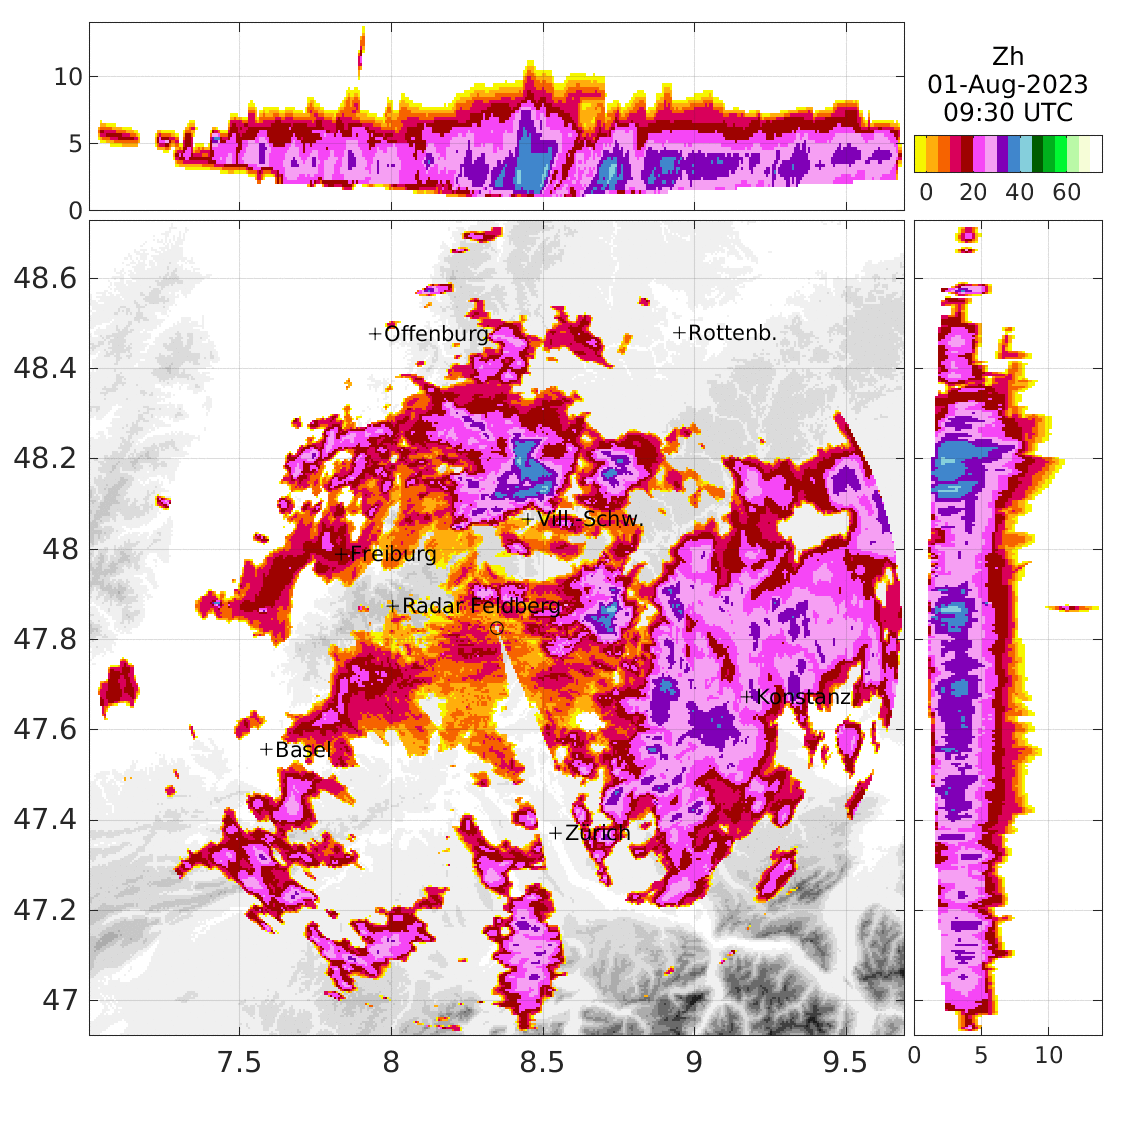 10
5
0
Zh
01-Aug-2023
09:30 UTC
0 20 40 60
48.6
48.4
48.2
48
47.8
47.6
47.4
47.2
47
+Offenburg
+Rottenb.
+Vill.-Schw.
+Freiburg
+Radar Feldberg
+Konstanz
+Basel
+Zürich
7.5 8 8.5 9 9.5
0 5 10